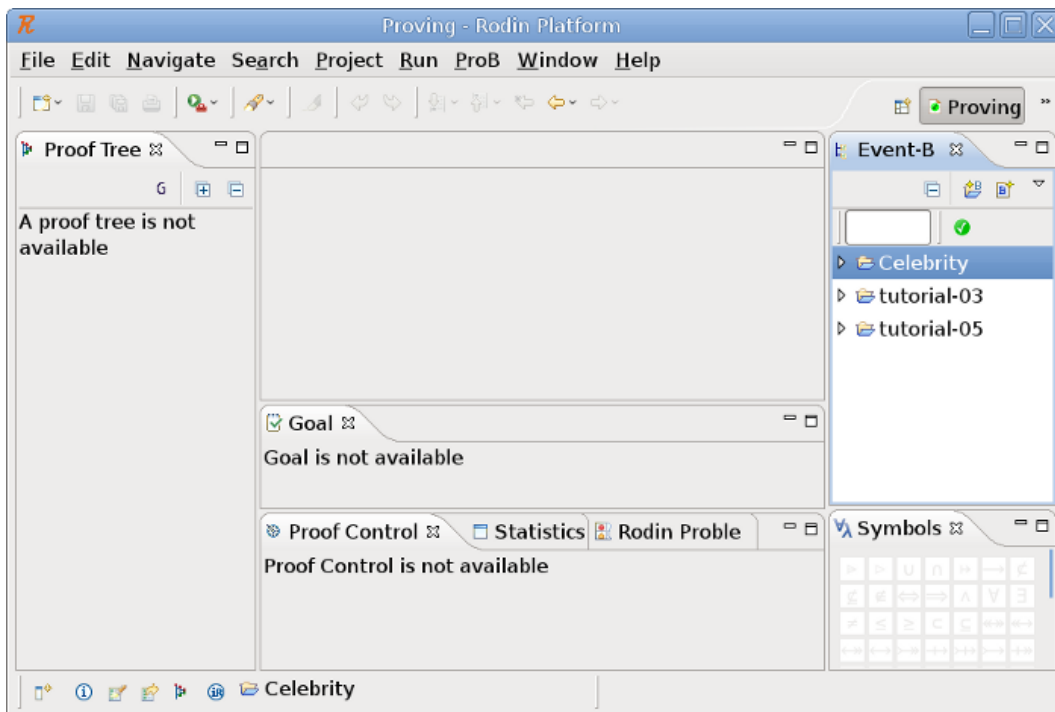 Proving - Rodin Platform
File Edit Navigate Search Project Run ProB Window Help
Proving »
Proof Tree
G
A proof tree is not
available
Goal
Goal is not available
Proof Control Statistics Rodin Proble
Proof Control is not available
Event-B
Celebrity
tutorial-03
tutorial-05
Symbols
∪ ∩ ↦ → ⊄
⊈ ∉ ⇔ ⇒ ∧ ∀ ∃
≠ ≤ ≥ ⊂ ⊆
Celebrity